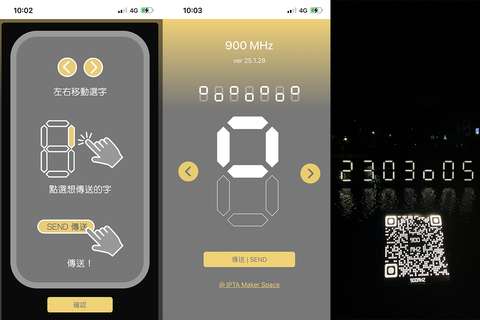 10:02
4G
左右移動選字
點選想傳送的字
SEND 傳送
傳送！
確認
10:03
4G
900 MHz
ver 25.1.29
傳送 | SEND
@ IPTA Maker Space
2303o05
900
MHZ
900MHZ